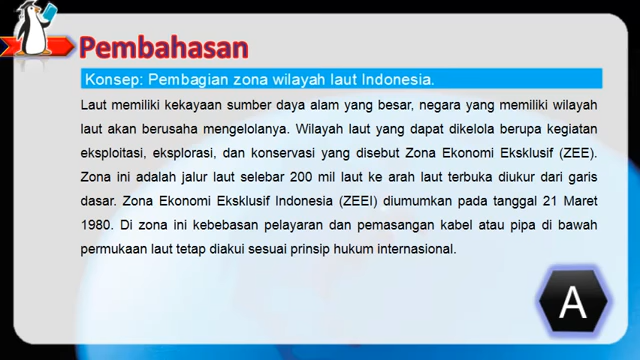 Pembahasan
Konsep: Pembagian zona wilayah laut Indonesia.
Laut memiliki kekayaan sumber daya alam yang besar, negara yang memiliki wilayah
laut akan berusaha mengelolanya. Wilayah laut yang dapat dikelola berupa kegiatan
eksploitasi, eksplorasi, dan konservasi yang disebut Zona Ekonomi Eksklusif (ZEE).
Zona ini adalah jalur laut selebar 200 mil laut ke arah laut terbuka diukur dari garis
dasar. Zona Ekonomi Eksklusif Indonesia (ZEEI) diumumkan pada tanggal 21 Maret
1980. Di zona ini kebebasan pelayaran dan pemasangan kabel atau pipa di bawah
permukaan laut tetap diakui sesuai prinsip hukum internasional.
A